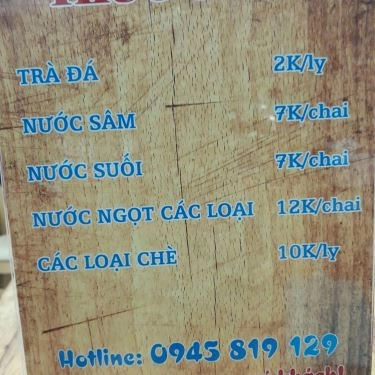 TRÀ ĐÁ 2K/ly
NƯỚC SÂM 7K/chai
NƯỚC SUỐI 7K/chai
NƯỚC NGỌT CÁC LOẠI 12K/chai
CÁC LOẠI CHÈ 10K/ly
Hotline: 0945 819 129